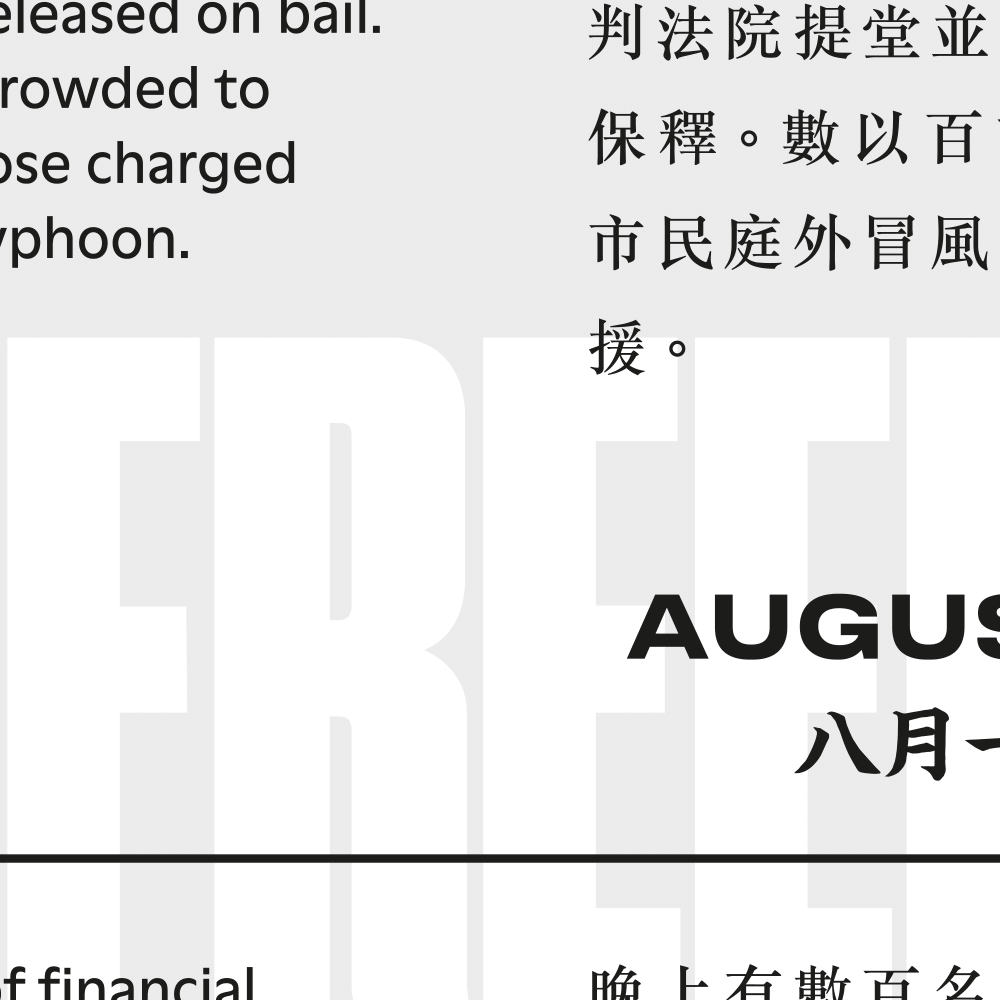 eleased on bail.
rowded to
ose charged
yphoon.
判法院提堂並
保釋。數以百
市民庭外冒風
援。
FREE
AUGUS
八月一
of financial
晚上有數百名